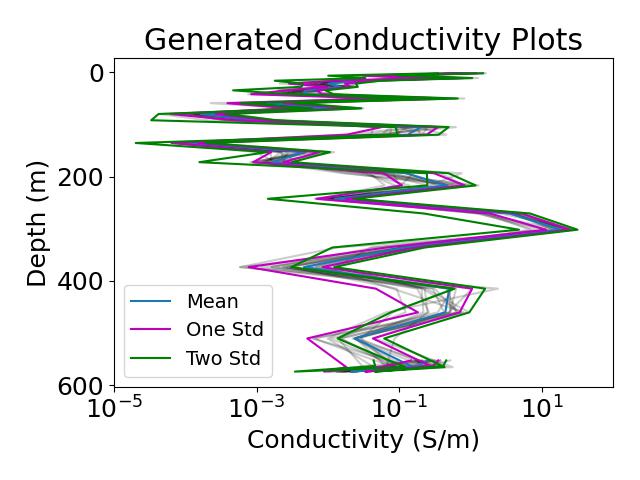 Generated Conductivity Plots
0
200
400
600
Depth (m)
Mean
One Std
Two Std
10^-5
10^-3
10^-1
10^1
Conductivity (S/m)